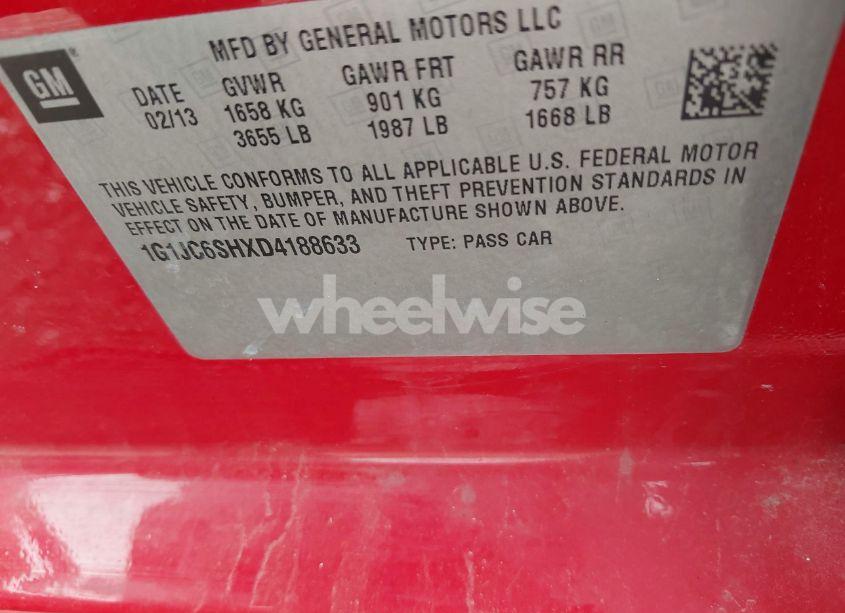 GM
MFD BY GENERAL MOTORS LLC
DATE GVWR GAWR FRT GAWR RR
02/13 1658 KG 901 KG 757 KG
3655 LB 1987 LB 1668 LB
THIS VEHICLE CONFORMS TO ALL APPLICABLE U.S. FEDERAL MOTOR
VEHICLE SAFETY, BUMPER, AND THEFT PREVENTION STANDARDS IN
EFFECT ON THE DATE OF MANUFACTURE SHOWN ABOVE.
1G1JC6SHXD4188633 TYPE: PASS CAR
wheelwise